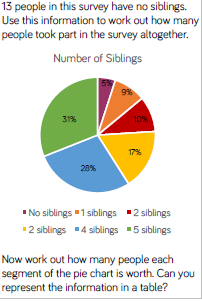 13 people in this survey have no siblings.
Use this information to work out how many
people took part in the survey altogether.
Number of Siblings
5%
9%
10%
17%
28%
31%
No siblings 1 siblings 2 siblings
2 siblings 4 siblings 5 siblings
Now work out how many people each
segment of the pie chart is worth. Can you
represent the information in a table?